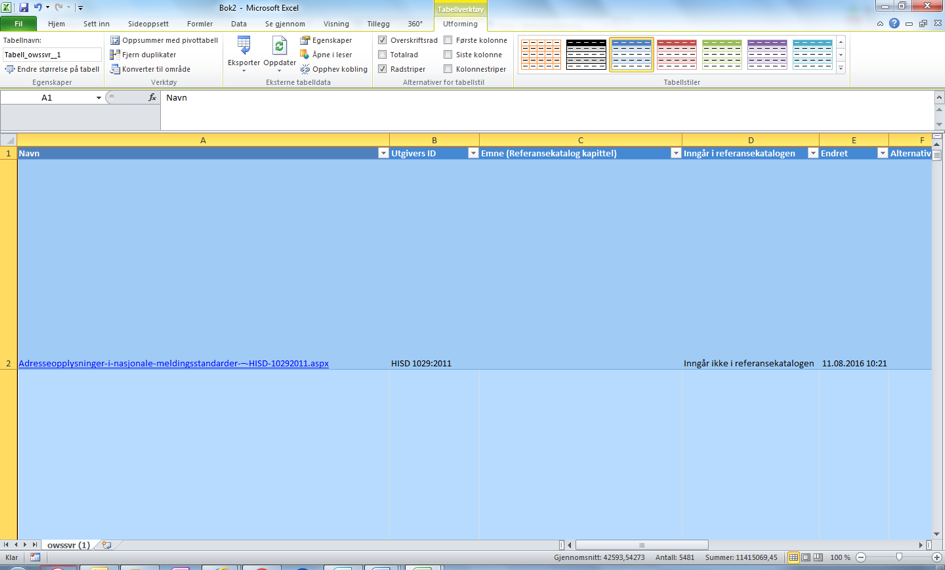 Bok2 - Microsoft Excel
Tabellverktøy
Fil Hjem Sett inn Sideoppsett Formler Data Se gjennom Visning Tillegg 360° Utforming
Tabellnavn:
Tabell_owssvr__1
Endre størrelse på tabell
Egenskaper
Oppsummer med pivottabell
Fjern duplikater
Konverter til område
Verktøy
Eksporter Oppdater
Egenskaper
Åpne i leser
Opphev kobling
Eksterne tabelldata
Overskriftsrad Første kolonne
Totalrad Siste kolonne
Radstriper Kolonnestriper
Alternativer for tabellstil
Tabellstiler
A1 fx Navn
A B C D E F
1 Navn Utgivers ID Emne (Referansekatalog kapittel) Inngår i referansekatalogen Endret Alternativ
2 Adresseopplysninger-i-nasjonale-meldingsstandarder-–-HISD-10292011.aspx HISD 1029:2011 Inngår ikke i referansekatalogen 11.08.2016 10:21
owssvr (1)
Klar Gjennomsnitt: 42593,54273 Antall: 5481 Summer: 11415069,45 100 %